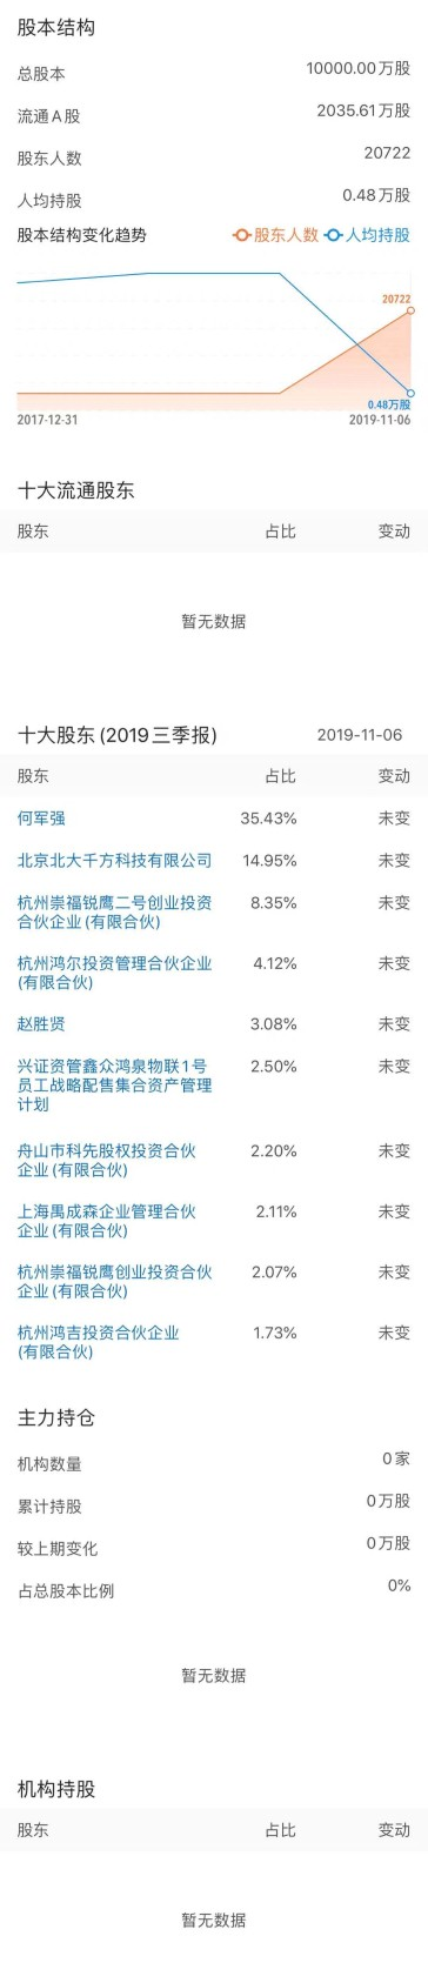 股本结构
总股本 10000.00万股
流通A股 2035.61万股
股东人数 20722
人均持股 0.48万股
股本结构变化趋势 股东人数 人均持股
20722
0.48万股
2017-12-31 2019-11-06
十大流通股东
股东 占比 变动
暂无数据
十大股东(2019三季报) 2019-11-06
股东 占比 变动
何军强 35.43% 未变
北京北大千方科技有限公司 14.95% 未变
杭州崇福锐鹰二号创业投资 8.35% 未变
合伙企业(有限合伙)
杭州鸿尔投资管理合伙企业 4.12% 未变
(有限合伙)
赵胜贤 3.08% 未变
兴证资管鑫众鸿泉物联1号 2.50% 未变
员工战略配售集合资产管理
计划
舟山市科先股权投资合伙 2.20% 未变
企业(有限合伙)
上海禺成森企业管理合伙 2.11% 未变
企业(有限合伙)
杭州崇福锐鹰创业投资合伙 2.07% 未变
企业(有限合伙)
杭州鸿吉投资合伙企业 1.73% 未变
(有限合伙)
主力持仓
机构数量 0家
累计持股 0万股
较上期变化 0万股
占总股本比例 0%
暂无数据
机构持股
股东 占比 变动
暂无数据